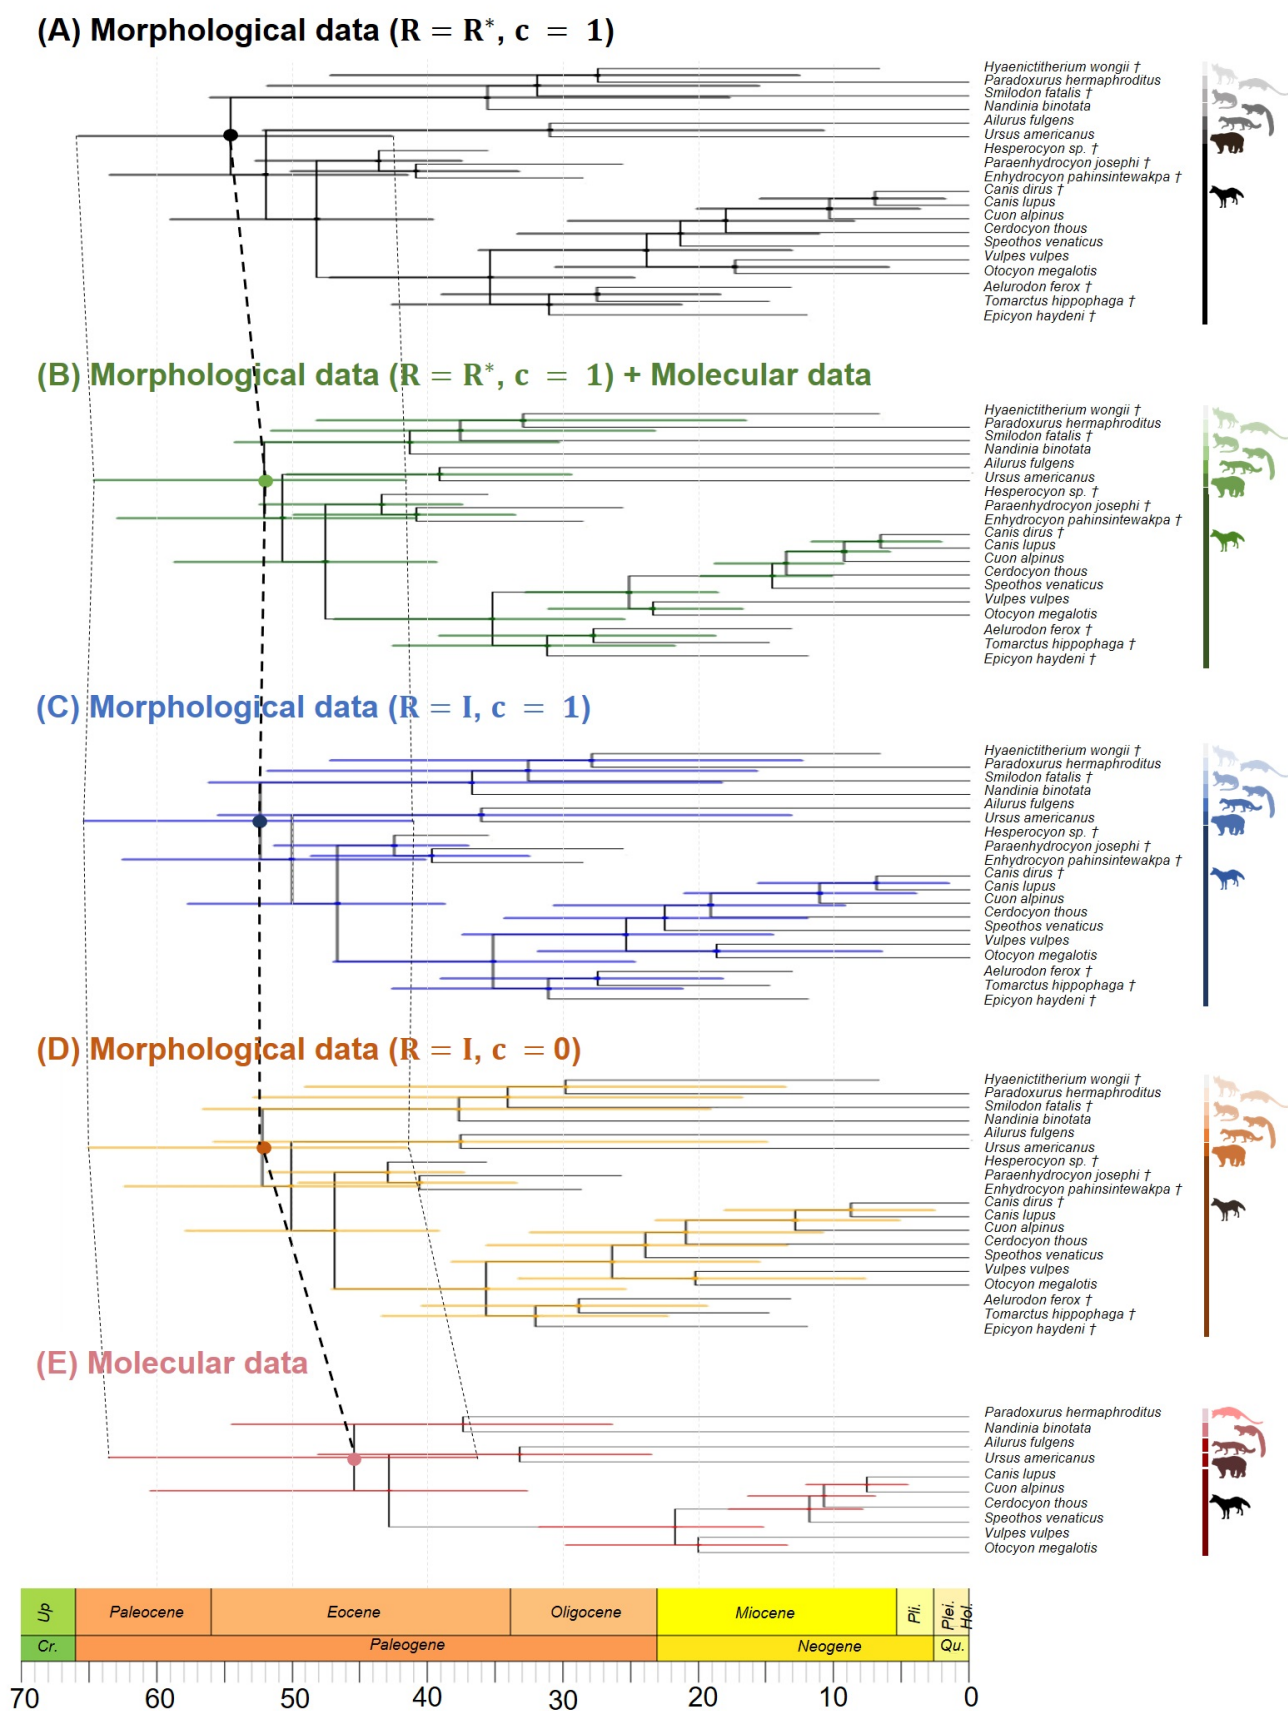 (A) Morphological data (R = R*, c = 1)
Hyaenictitherium wongii †
Paradoxurus hermaphroditus
Smilodon fatalis †
Nandinia binotata
Ailurus fulgens
Ursus americanus
Hesperocyon sp. †
Paraenhydrocyon josephi †
Enhydrocyon pahinsintewakpa †
Canis dirus †
Canis lupus
Cuon alpinus
Cerdocyon thous
Speothos venaticus
Vulpes vulpes
Otocyon megalotis
Aelurodon ferox †
Tomarctus hippophaga †
Epicyon haydeni †
(B) Morphological data (R = R*, c = 1) + Molecular data
Hyaenictitherium wongii †
Paradoxurus hermaphroditus
Smilodon fatalis †
Nandinia binotata
Ailurus fulgens
Ursus americanus
Hesperocyon sp. †
Paraenhydrocyon josephi †
Enhydrocyon pahinsintewakpa †
Canis dirus †
Canis lupus
Cuon alpinus
Cerdocyon thous
Speothos venaticus
Vulpes vulpes
Otocyon megalotis
Aelurodon ferox †
Tomarctus hippophaga †
Epicyon haydeni †
(C) Morphological data (R = I, c = 1)
Hyaenictitherium wongii †
Paradoxurus hermaphroditus
Smilodon fatalis †
Nandinia binotata
Ailurus fulgens
Ursus americanus
Hesperocyon sp. †
Paraenhydrocyon josephi †
Enhydrocyon pahinsintewakpa †
Canis dirus †
Canis lupus
Cuon alpinus
Cerdocyon thous
Speothos venaticus
Vulpes vulpes
Otocyon megalotis
Aelurodon ferox †
Tomarctus hippophaga †
Epicyon haydeni †
(D) Morphological data (R = I, c = 0)
Hyaenictitherium wongii †
Paradoxurus hermaphroditus
Smilodon fatalis †
Nandinia binotata
Ailurus fulgens
Ursus americanus
Hesperocyon sp. †
Paraenhydrocyon josephi †
Enhydrocyon pahinsintewakpa †
Canis dirus †
Canis lupus
Cuon alpinus
Cerdocyon thous
Speothos venaticus
Vulpes vulpes
Otocyon megalotis
Aelurodon ferox †
Tomarctus hippophaga †
Epicyon haydeni †
(E) Molecular data
Paradoxurus hermaphroditus
Nandinia binotata
Ailurus fulgens
Ursus americanus
Canis lupus
Cuon alpinus
Cerdocyon thous
Speothos venaticus
Vulpes vulpes
Otocyon megalotis
Up Paleocene Eocene Oligocene Miocene Pli. Plei. Hol.
Cr. Paleogene Neogene Qu.
70 60 50 40 30 20 10 0